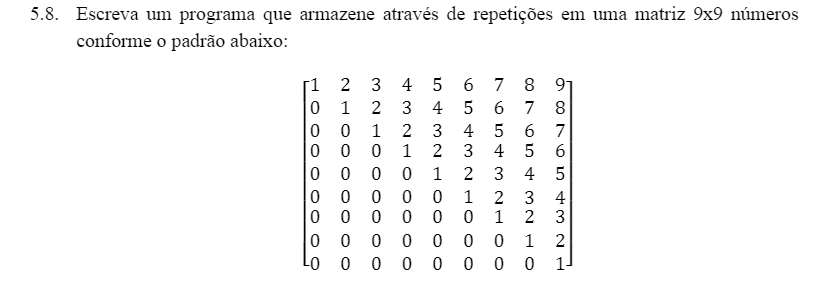 5.8. Escreva um programa que armazene através de repetições em uma matriz 9x9 números
conforme o padrão abaixo:
1 2 3 4 5 6 7 8 9
0 1 2 3 4 5 6 7 8
0 0 1 2 3 4 5 6 7
0 0 0 1 2 3 4 5 6
0 0 0 0 1 2 3 4 5
0 0 0 0 0 1 2 3 4
0 0 0 0 0 0 1 2 3
0 0 0 0 0 0 0 1 2
0 0 0 0 0 0 0 0 1